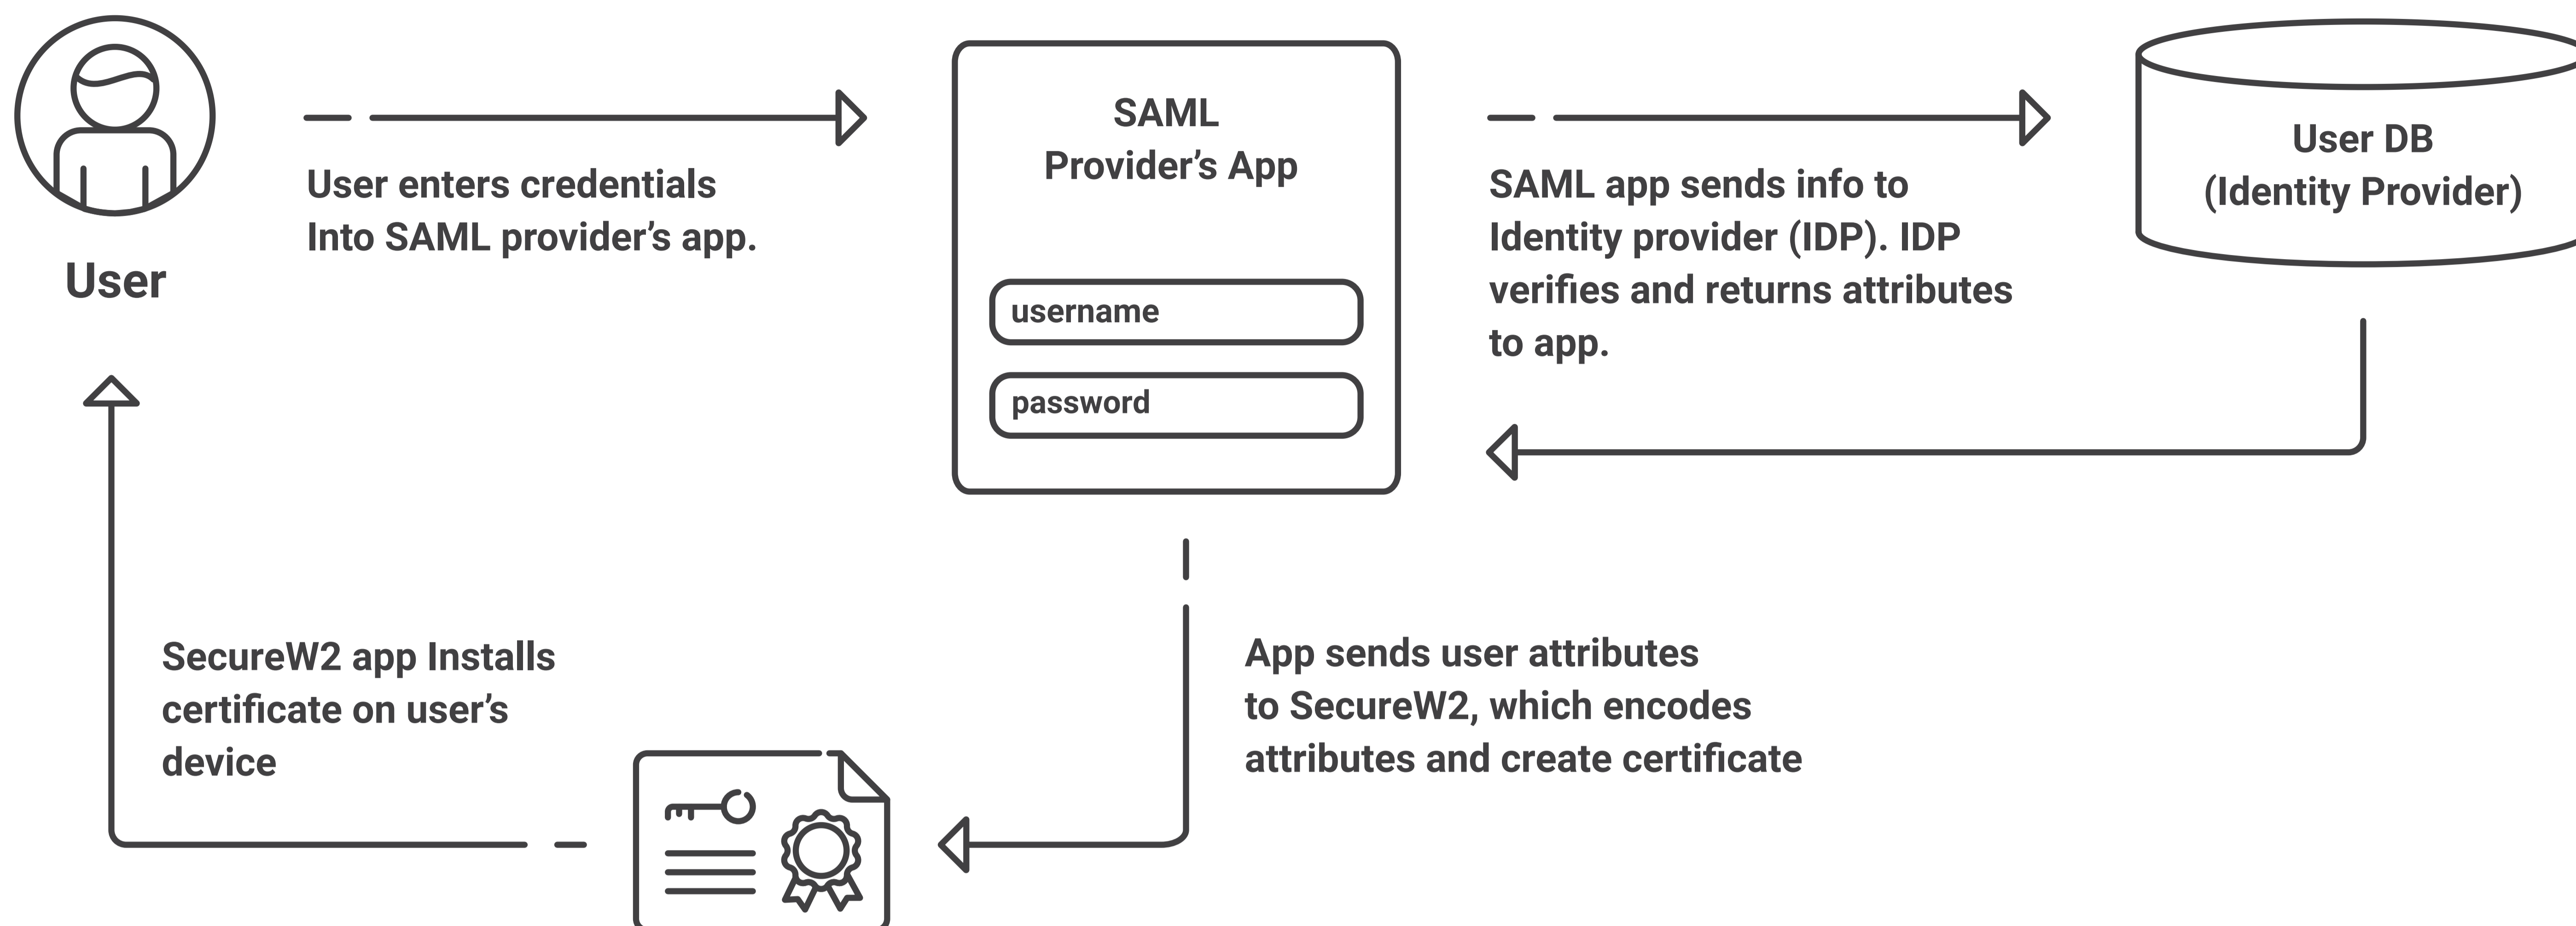 User
User enters credentials
Into SAML provider’s app.
SAML
Provider’s App
username
password
SAML app sends info to
Identity provider (IDP). IDP
verifies and returns attributes
to app.
User DB
(Identity Provider)
App sends user attributes
to SecureW2, which encodes
attributes and create certificate
SecureW2 app Installs
certificate on user’s
device